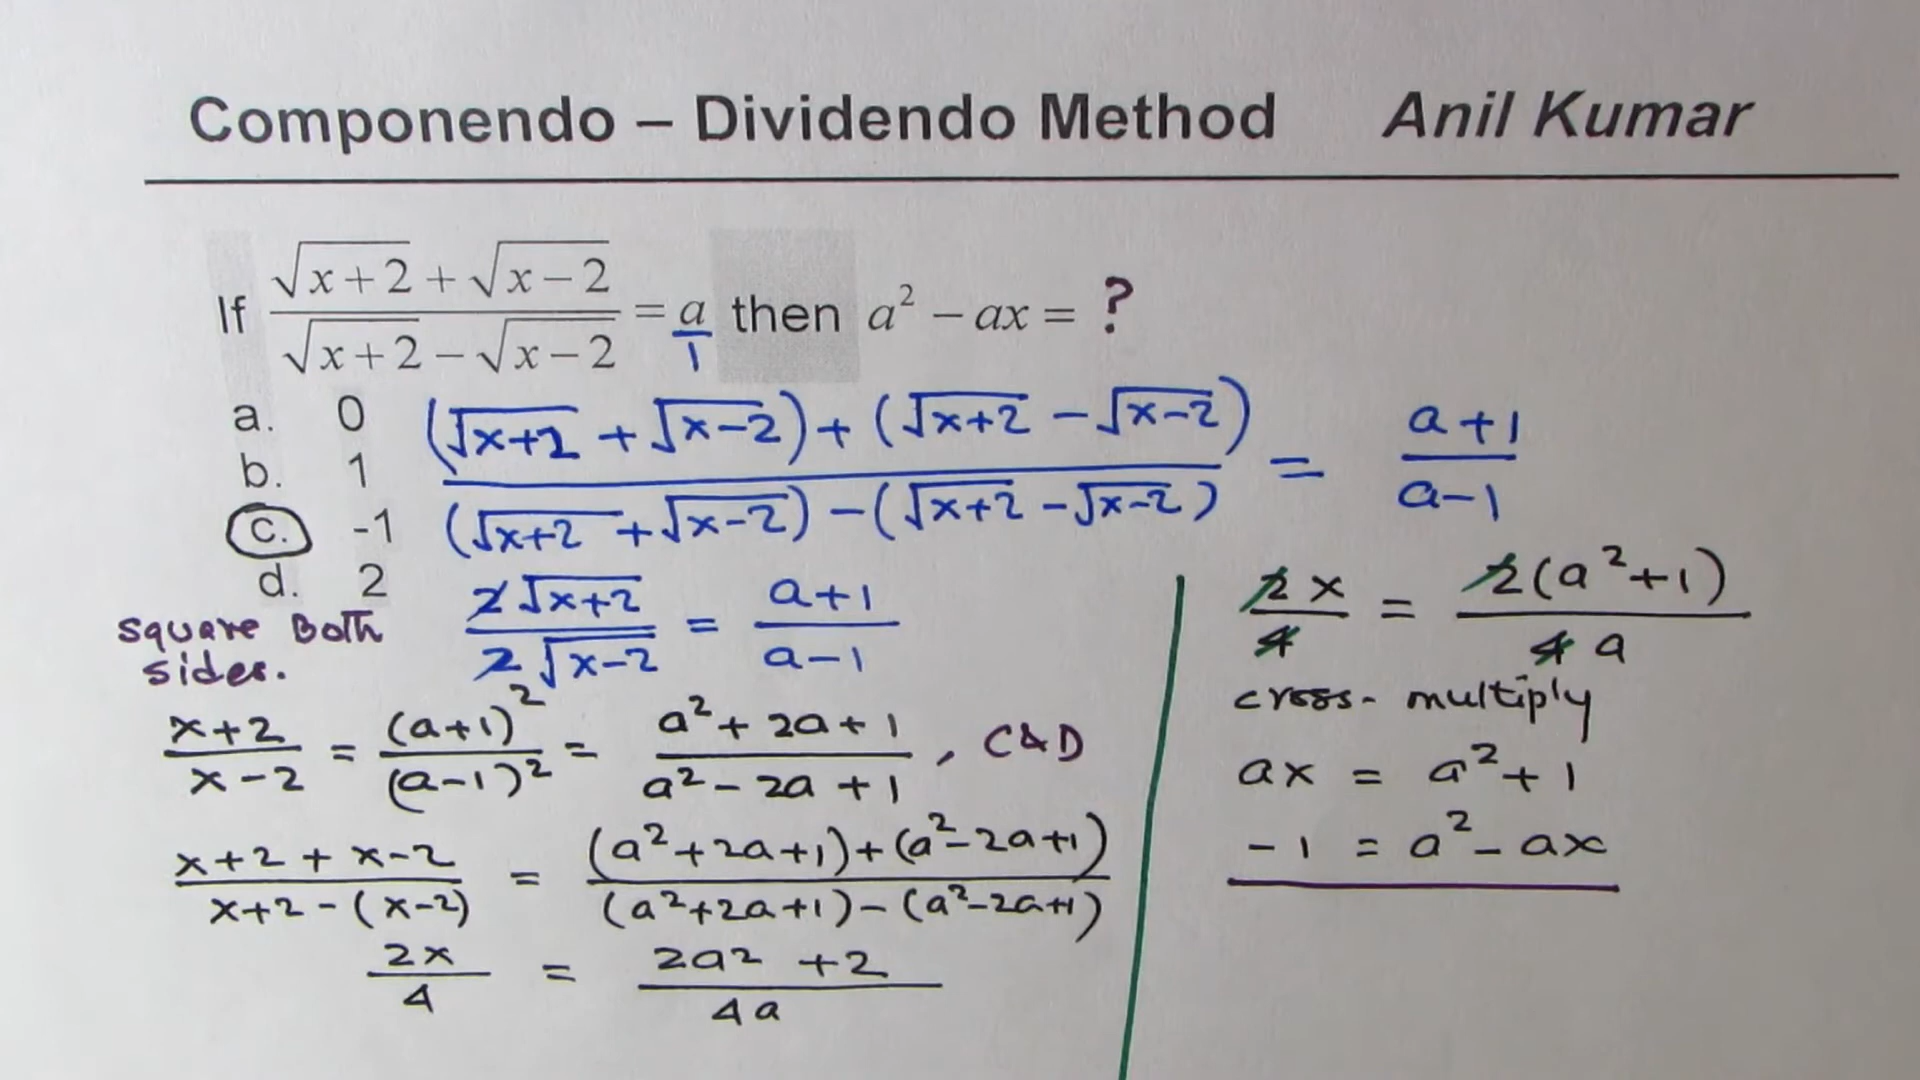 Componendo – Dividendo Method Anil Kumar
If (√(x+2) + √(x−2)) / (√(x+2) − √(x−2)) = a/1 then a² − ax = ?
a. 0
b. 1
c. -1
d. 2
((√(x+2) + √(x−2)) + (√(x+2) − √(x−2))) / ((√(x+2) + √(x−2)) − (√(x+2) − √(x−2))) = (a+1)/(a−1)
2√(x+2) / 2√(x−2) = (a+1)/(a−1)
square Both
sides.
(x+2)/(x−2) = (a+1)²/(a−1)² = (a²+2a+1)/(a²−2a+1), C&D
(x+2+x−2)/(x+2−(x−2)) = ((a²+2a+1)+(a²−2a+1))/((a²+2a+1)−(a²−2a+1))
2x/4 = (2a²+2)/4a
2x/4 = 2(a²+1)/4a
cross-multiply
ax = a²+1
−1 = a²−ax